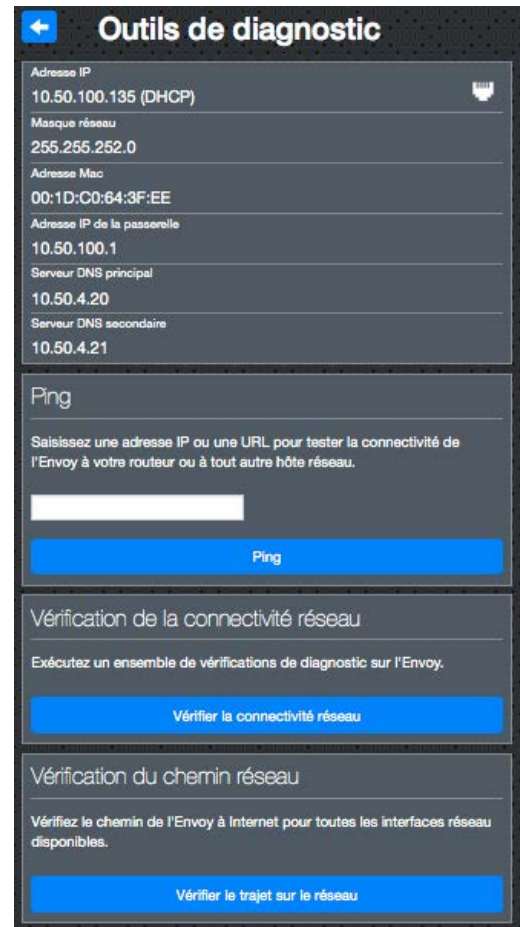 Outils de diagnostic
Adresse IP
10.50.100.135 (DHCP)
Masque réseau
255.255.252.0
Adresse Mac
00:1D:C0:64:3F:EE
Adresse IP de la passerelle
10.50.100.1
Serveur DNS principal
10.50.4.20
Serveur DNS secondaire
10.50.4.21
Ping
Saisissez une adresse IP ou une URL pour tester la connectivité de
l'Envoy à votre routeur ou à tout autre hôte réseau.
Ping
Vérification de la connectivité réseau
Exécutez un ensemble de vérifications de diagnostic sur l'Envoy.
Vérifier la connectivité réseau
Vérification du chemin réseau
Vérifiez le chemin de l'Envoy à Internet pour toutes les interfaces réseau
disponibles.
Vérifier le trajet sur le réseau